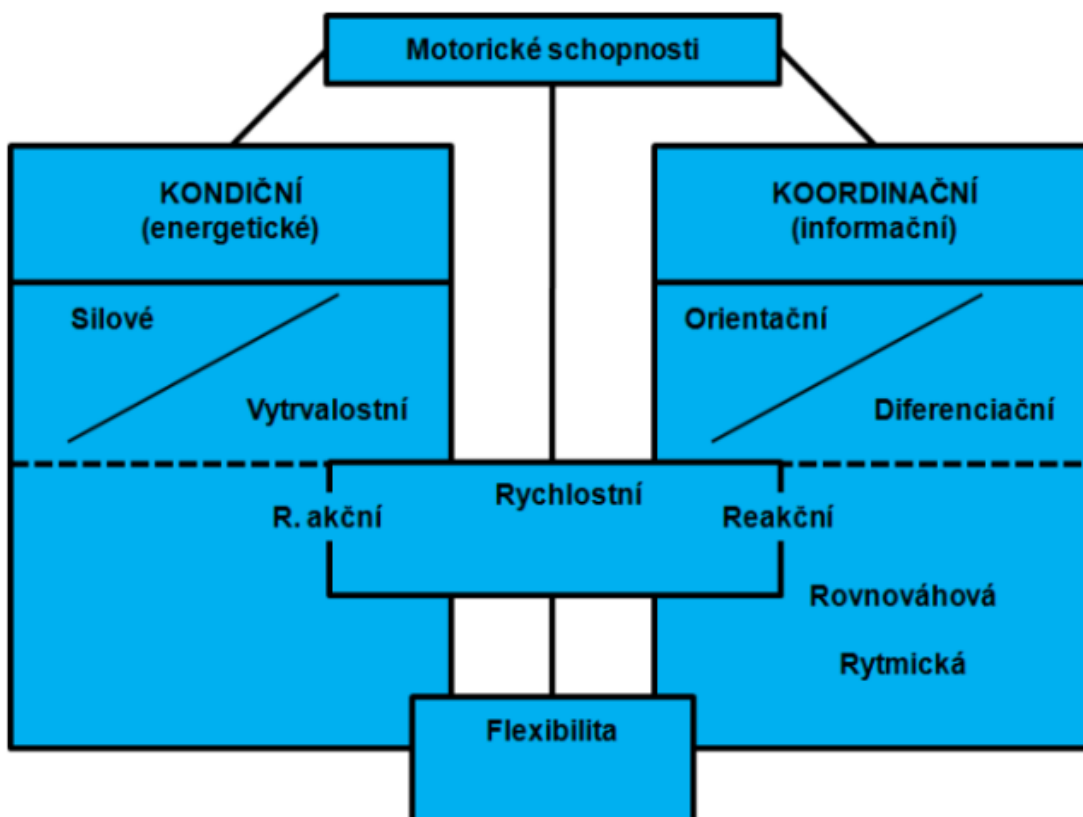 Motorické schopnosti
KONDIČNÍ
(energetické)
KOORDINAČNÍ
(informační)
Silové
Vytrvalostní
Orientační
Diferenciační
Rychlostní
R. akční
Reakční
Rovnováhová
Rytmická
Flexibilita